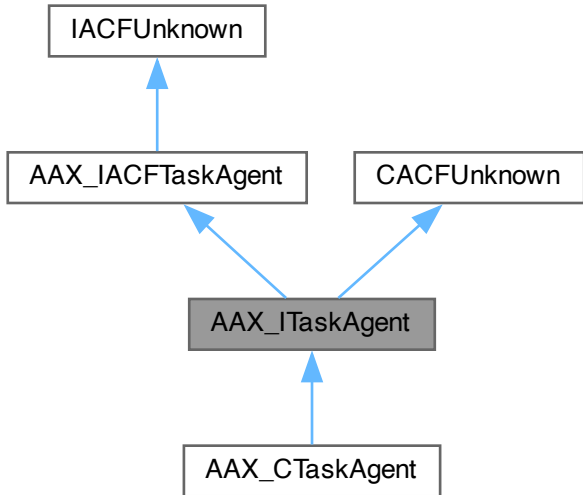 IACFUnknown
AAX_IACFTaskAgent
CACFUnknown
AAX_ITaskAgent
AAX_CTaskAgent